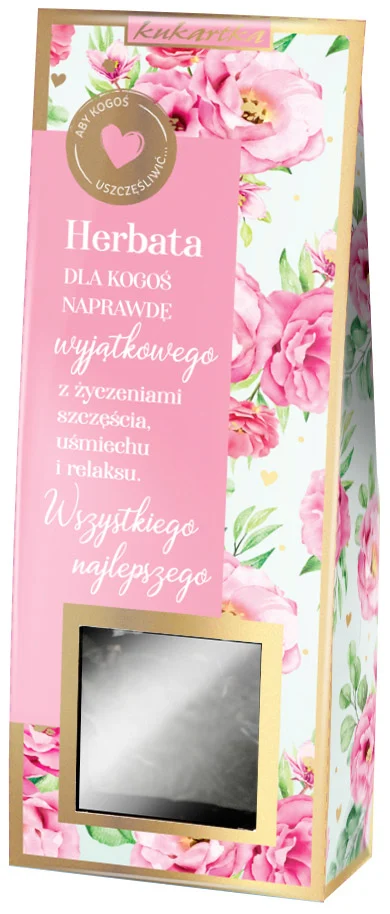 kukartka
ABY KOGOŚ
USZCZĘŚLIWIĆ...
Herbata
DLA KOGOŚ
NAPRAWDĘ
wyjątkowego
z życzeniami
szczęścia,
uśmiechu
i relaksu.
Wszystkiego
najlepszego